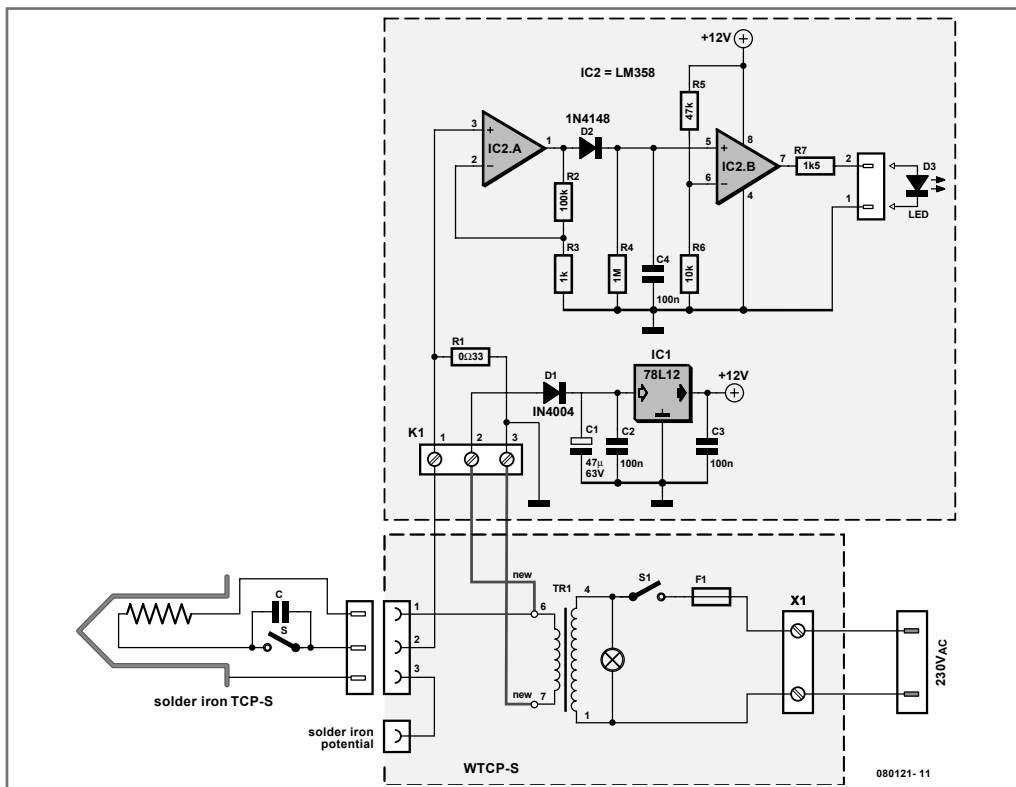 +12V
IC2 = LM358
R5
47k
1N4148
D2
3
+
IC2.A
1
2
–
R2
100k
R3
1k
R4
1M
C4
100n
5
+
8
IC2.B
7
6
–
4
R6
10k
R7
1k5
2
1
D3
LED
R1
0Ω33
D1
IN4004
IC1
78L12
+12V
C1
47µ
63V
C2
100n
C3
100n
K1
1
2
3
new
TR1
6
4
7
1
new
S1
F1
X1
230VAC
C
S
1
2
3
solder iron TCP-S
solder iron
potential
WTCP-S
080121- 11